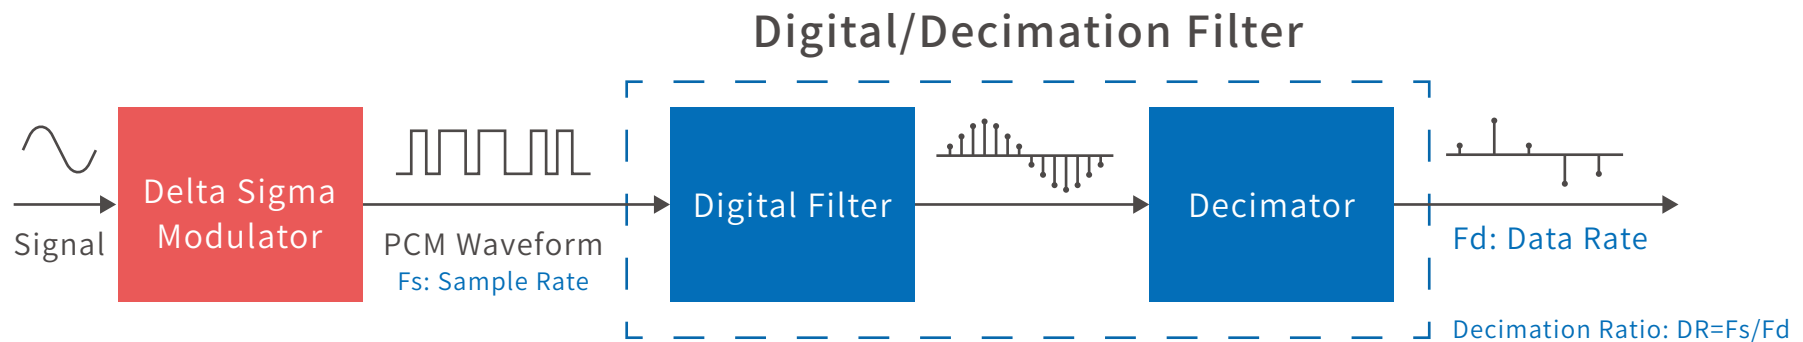 Digital/Decimation Filter
Signal
Delta Sigma
Modulator
PCM Waveform
Fs: Sample Rate
Digital Filter
Decimator
Fd: Data Rate
Decimation Ratio: DR=Fs/Fd